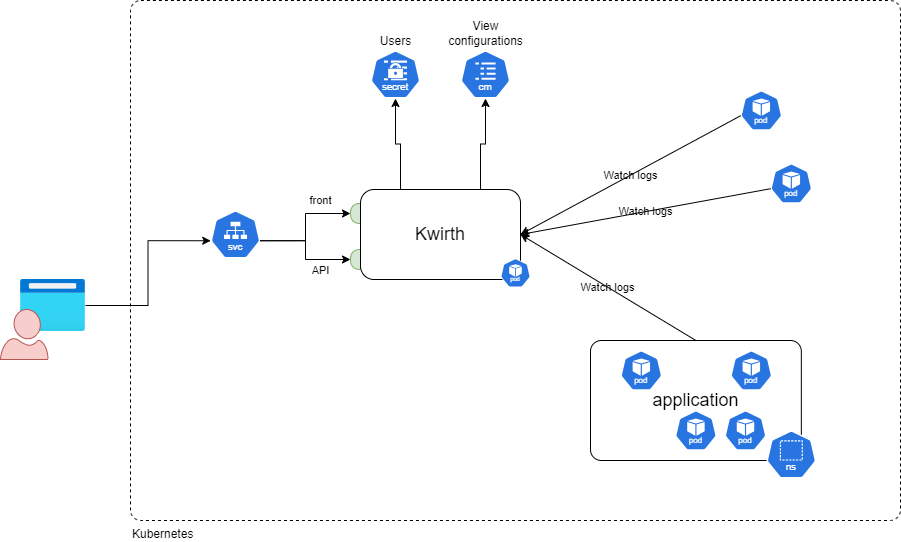 View
Users
configurations
secret
cm
pod
pod
Watch logs
Watch logs
front
Kwirth
svc
API
pod
Watch logs
pod
pod
application
pod
pod
ns
Kubernetes